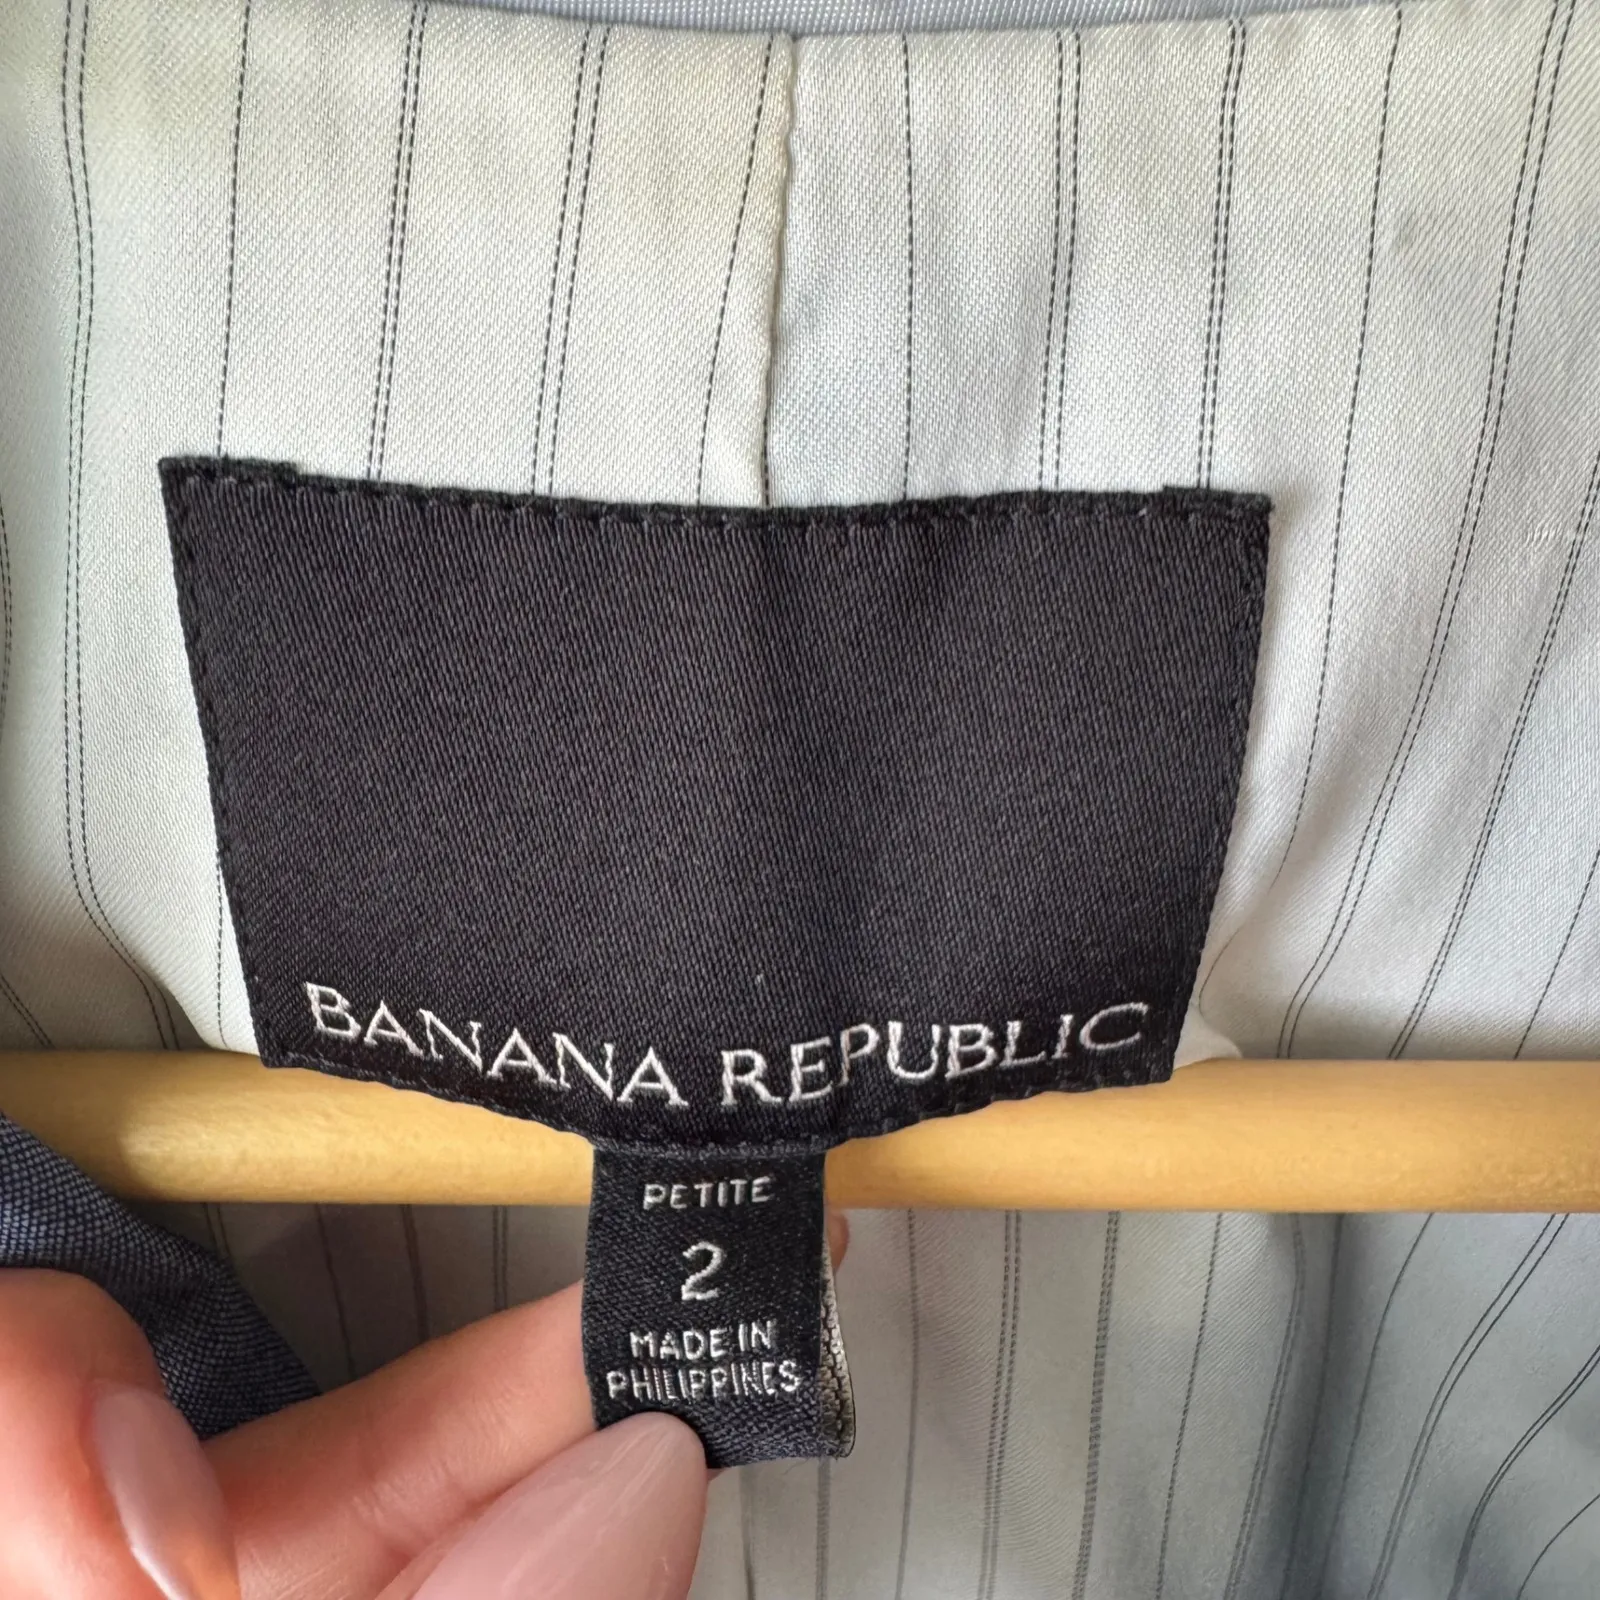 BANANA REPUBLIC
PETITE
2
MADE IN
PHILIPPINES